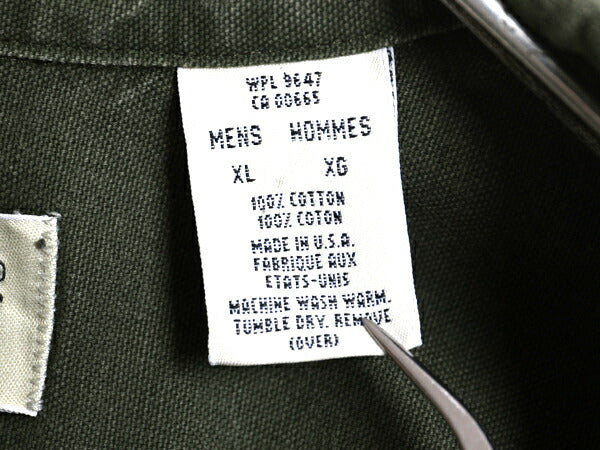 WPL 9647
CA 00665
MENS HOMMES
XL XG
100% COTTON
100% COTON
MADE IN U.S.A.
FABRIQUE AUX
ETATS-UNIS
MACHINE WASH WARM.
TUMBLE DRY. REMOVE
(OVER)